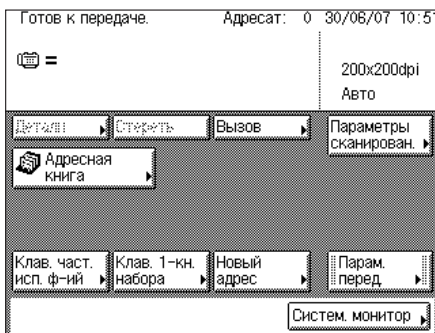 Готов к передаче. Адресат: 0 30/06/07 10:57
=
200x200dpi
Авто
Детали Стереть Вызов Параметры сканирован.
Адресная книга
Клав. част. исп. ф-ий Клав. 1-кн. набора Новый адрес Парам. перед.
Систем. монитор